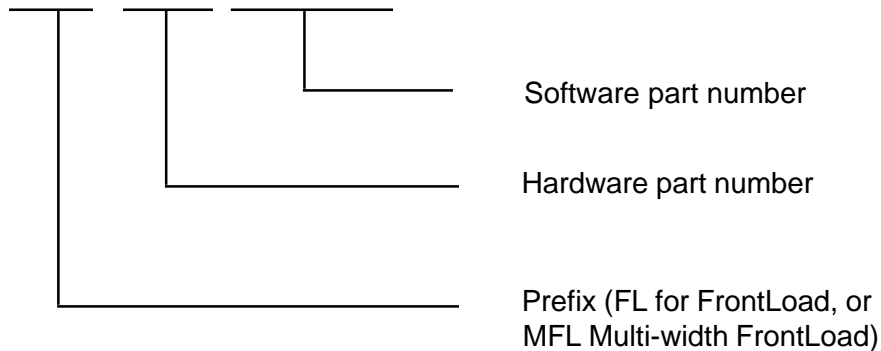 Software part number
Hardware part number
Prefix (FL for FrontLoad, or
MFL Multi-width FrontLoad)